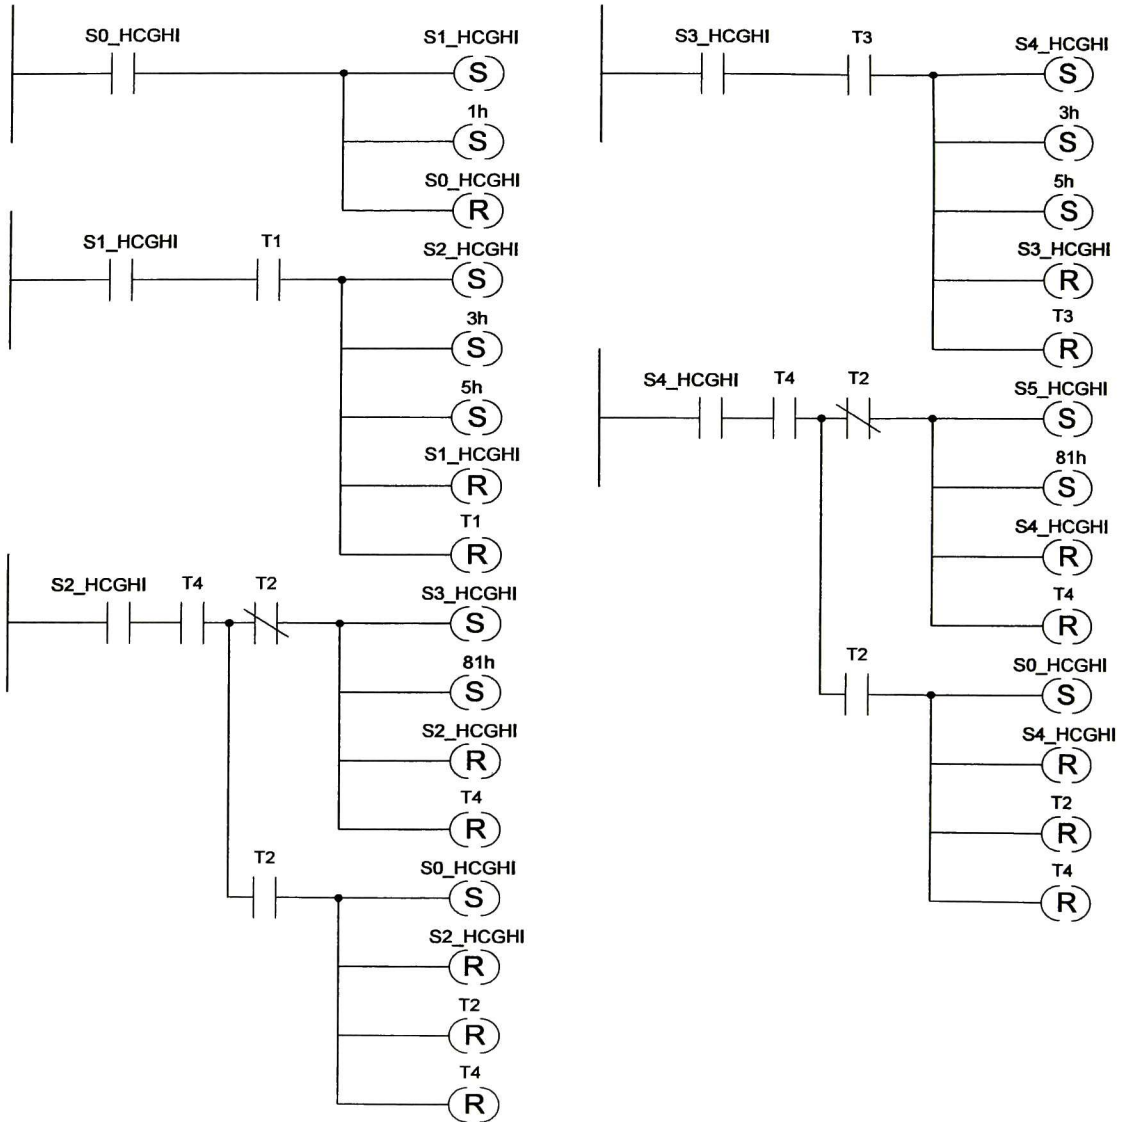 S0_HCGHI
S1_HCGHI
S
1h
S
S0_HCGHI
R
S1_HCGHI
T1
S2_HCGHI
S
3h
S
5h
S
S1_HCGHI
R
T1
R
S2_HCGHI
T4
T2
S3_HCGHI
S
81h
S
S2_HCGHI
R
T4
R
T2
S0_HCGHI
S
S2_HCGHI
R
T2
R
T4
R
S3_HCGHI
T3
S4_HCGHI
S
3h
S
5h
S
S3_HCGHI
R
T3
R
S4_HCGHI
T4
T2
S5_HCGHI
S
81h
S
S4_HCGHI
R
T4
R
T2
S0_HCGHI
S
S4_HCGHI
R
T2
R
T4
R